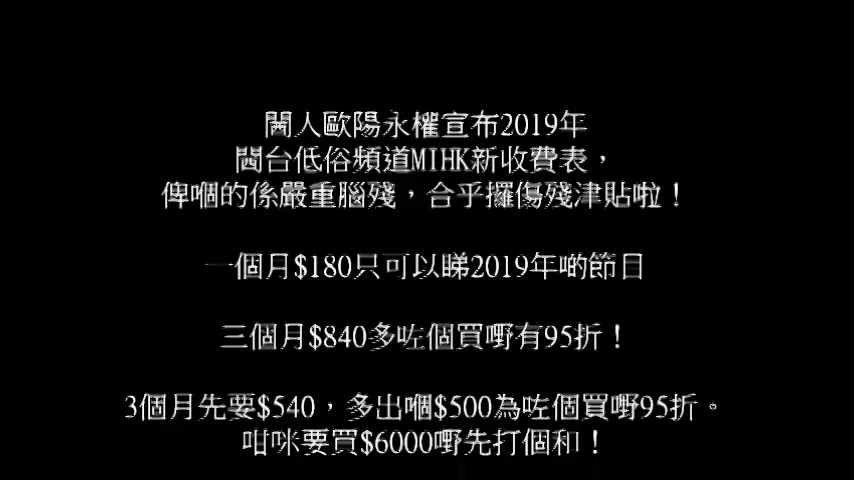 閪人歐陽永權宣布2019年
閪台低俗頻道MIHK新收費表，
俾嗰的係嚴重腦殘，合乎攞傷殘津貼啦！
一個月$180只可以睇2019年啲節目
三個月$840多咗個買嘢有95折！
3個月先要$540，多出嗰$500為咗個買嘢95折。
咁咪要買$6000嘢先打個和！